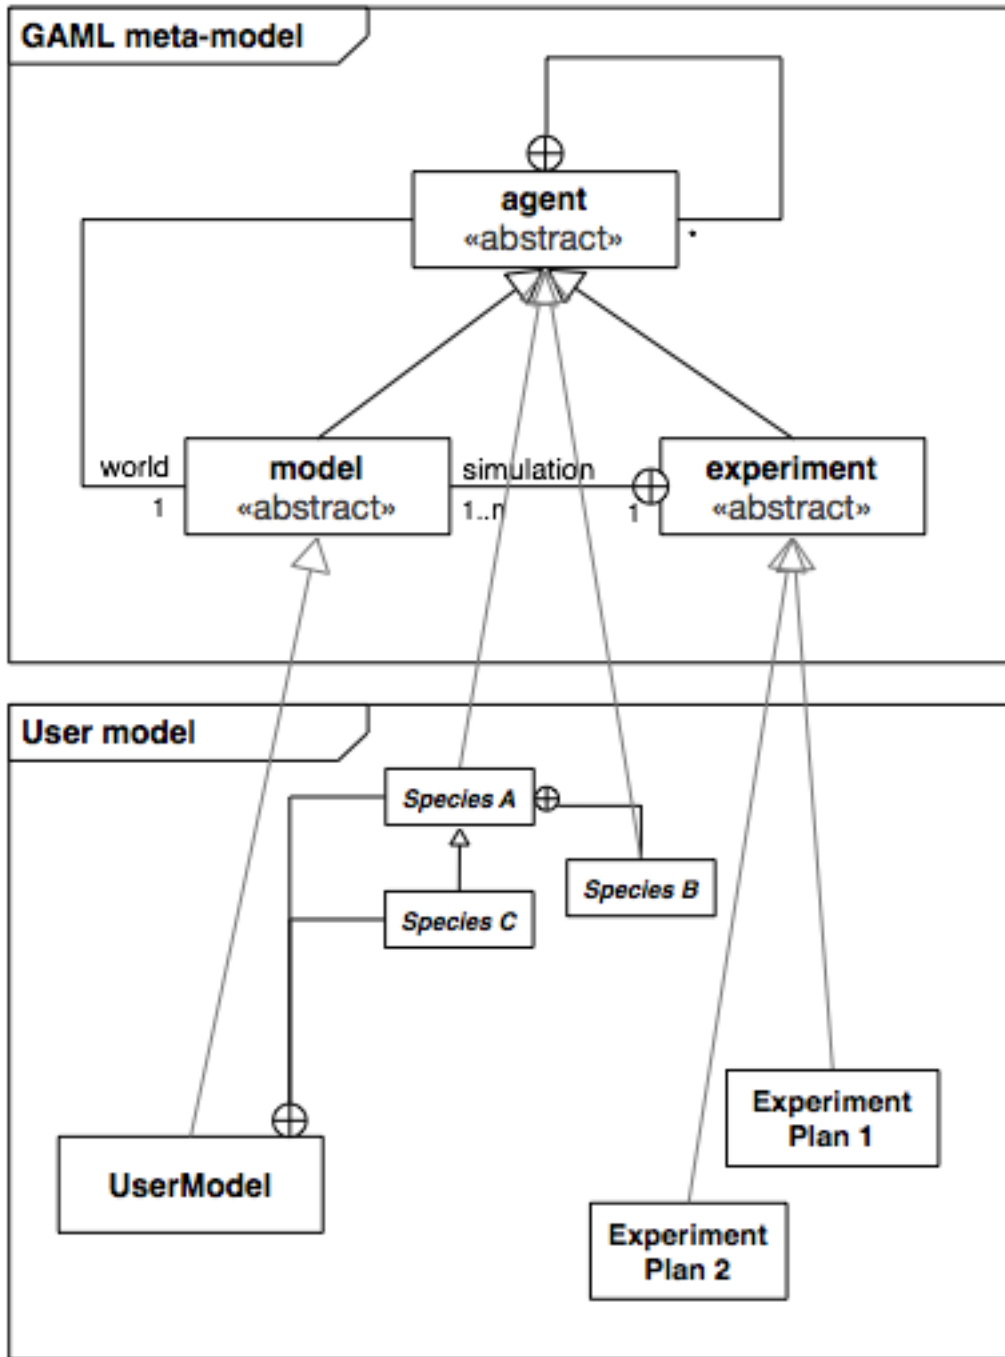 GAML meta-model
agent
«abstract»
*
world
1
model
«abstract»
simulation
1..n
1
experiment
«abstract»
User model
Species A
Species B
Species C
Experiment
Plan 1
UserModel
Experiment
Plan 2